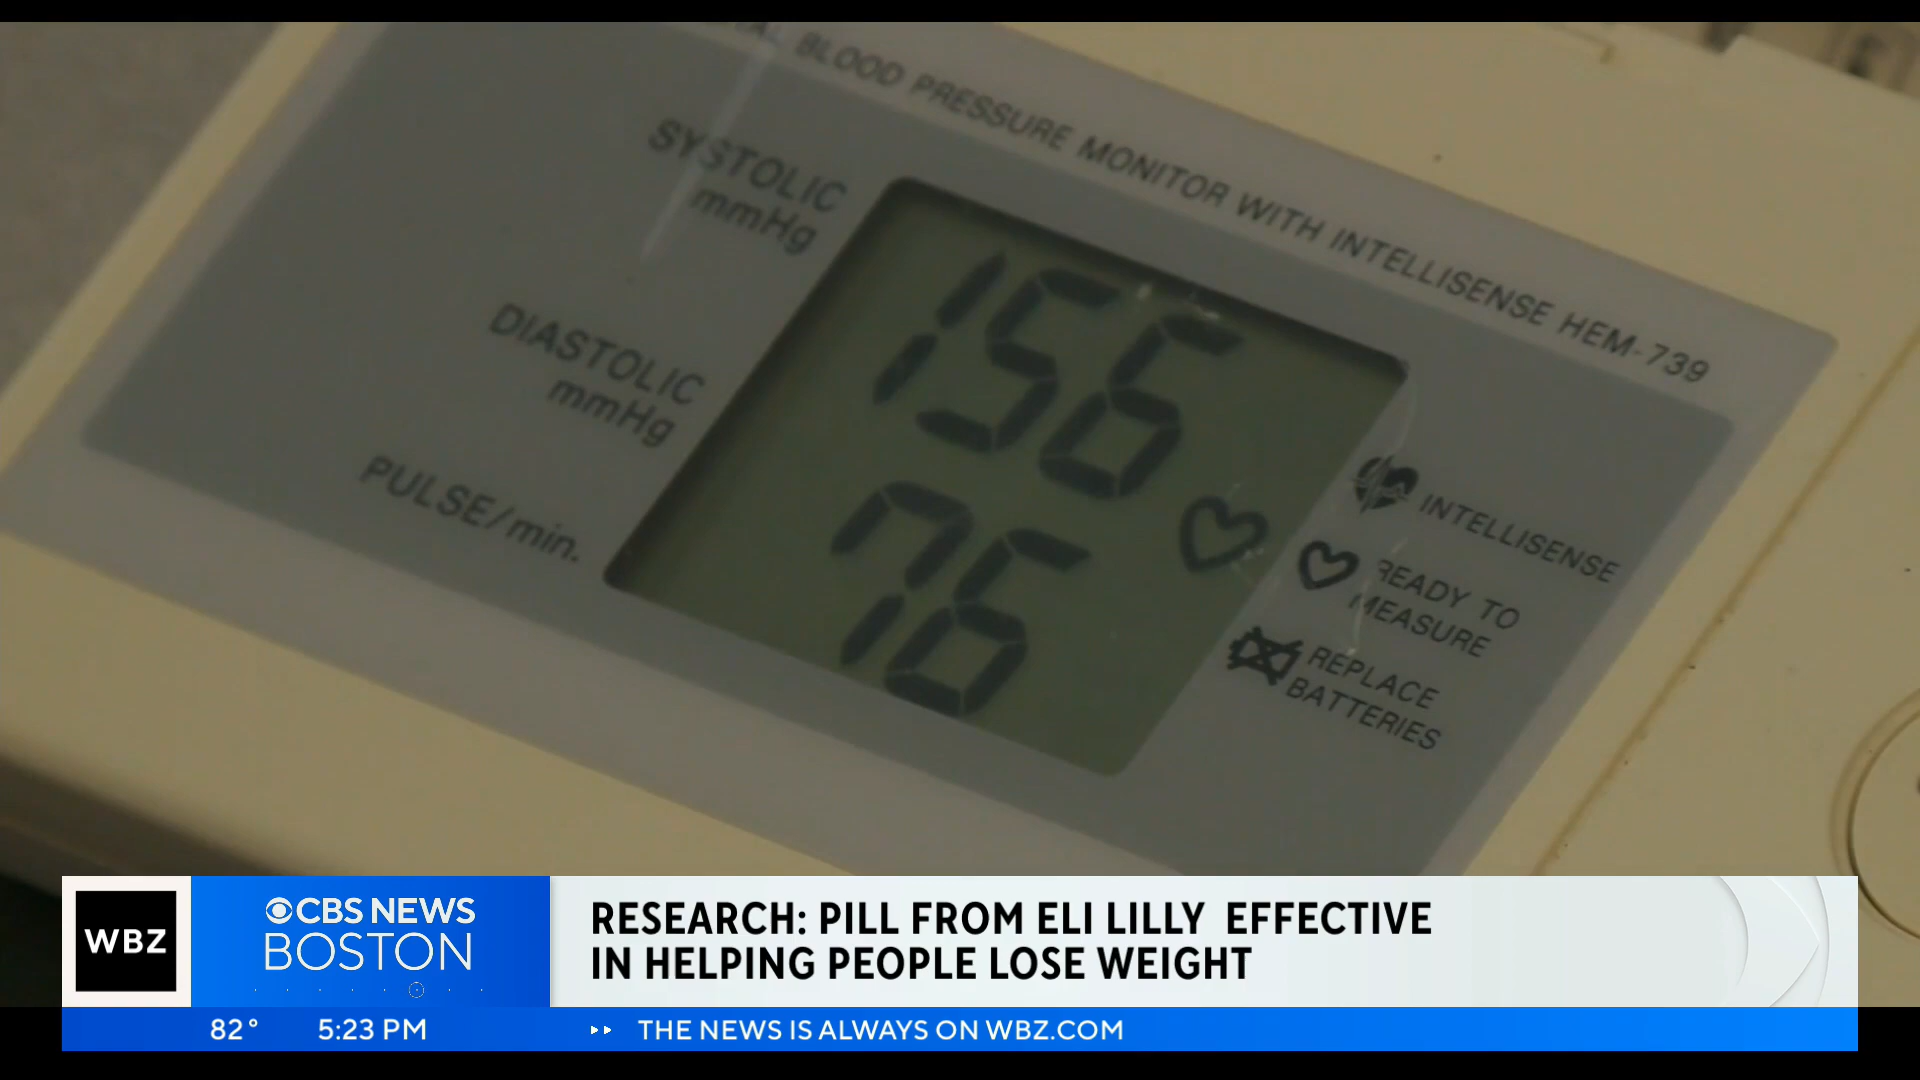 BLOOD PRESSURE MONITOR WITH INTELLISENSE HEM-739
SYSTOLIC
mmHg
156
DIASTOLIC
mmHg
76
PULSE/min.
INTELLISENSE
READY TO
MEASURE
REPLACE
BATTERIES
WBZ
CBS NEWS
BOSTON
RESEARCH: PILL FROM ELI LILLY EFFECTIVE
IN HELPING PEOPLE LOSE WEIGHT
82° 5:23 PM THE NEWS IS ALWAYS ON WBZ.COM